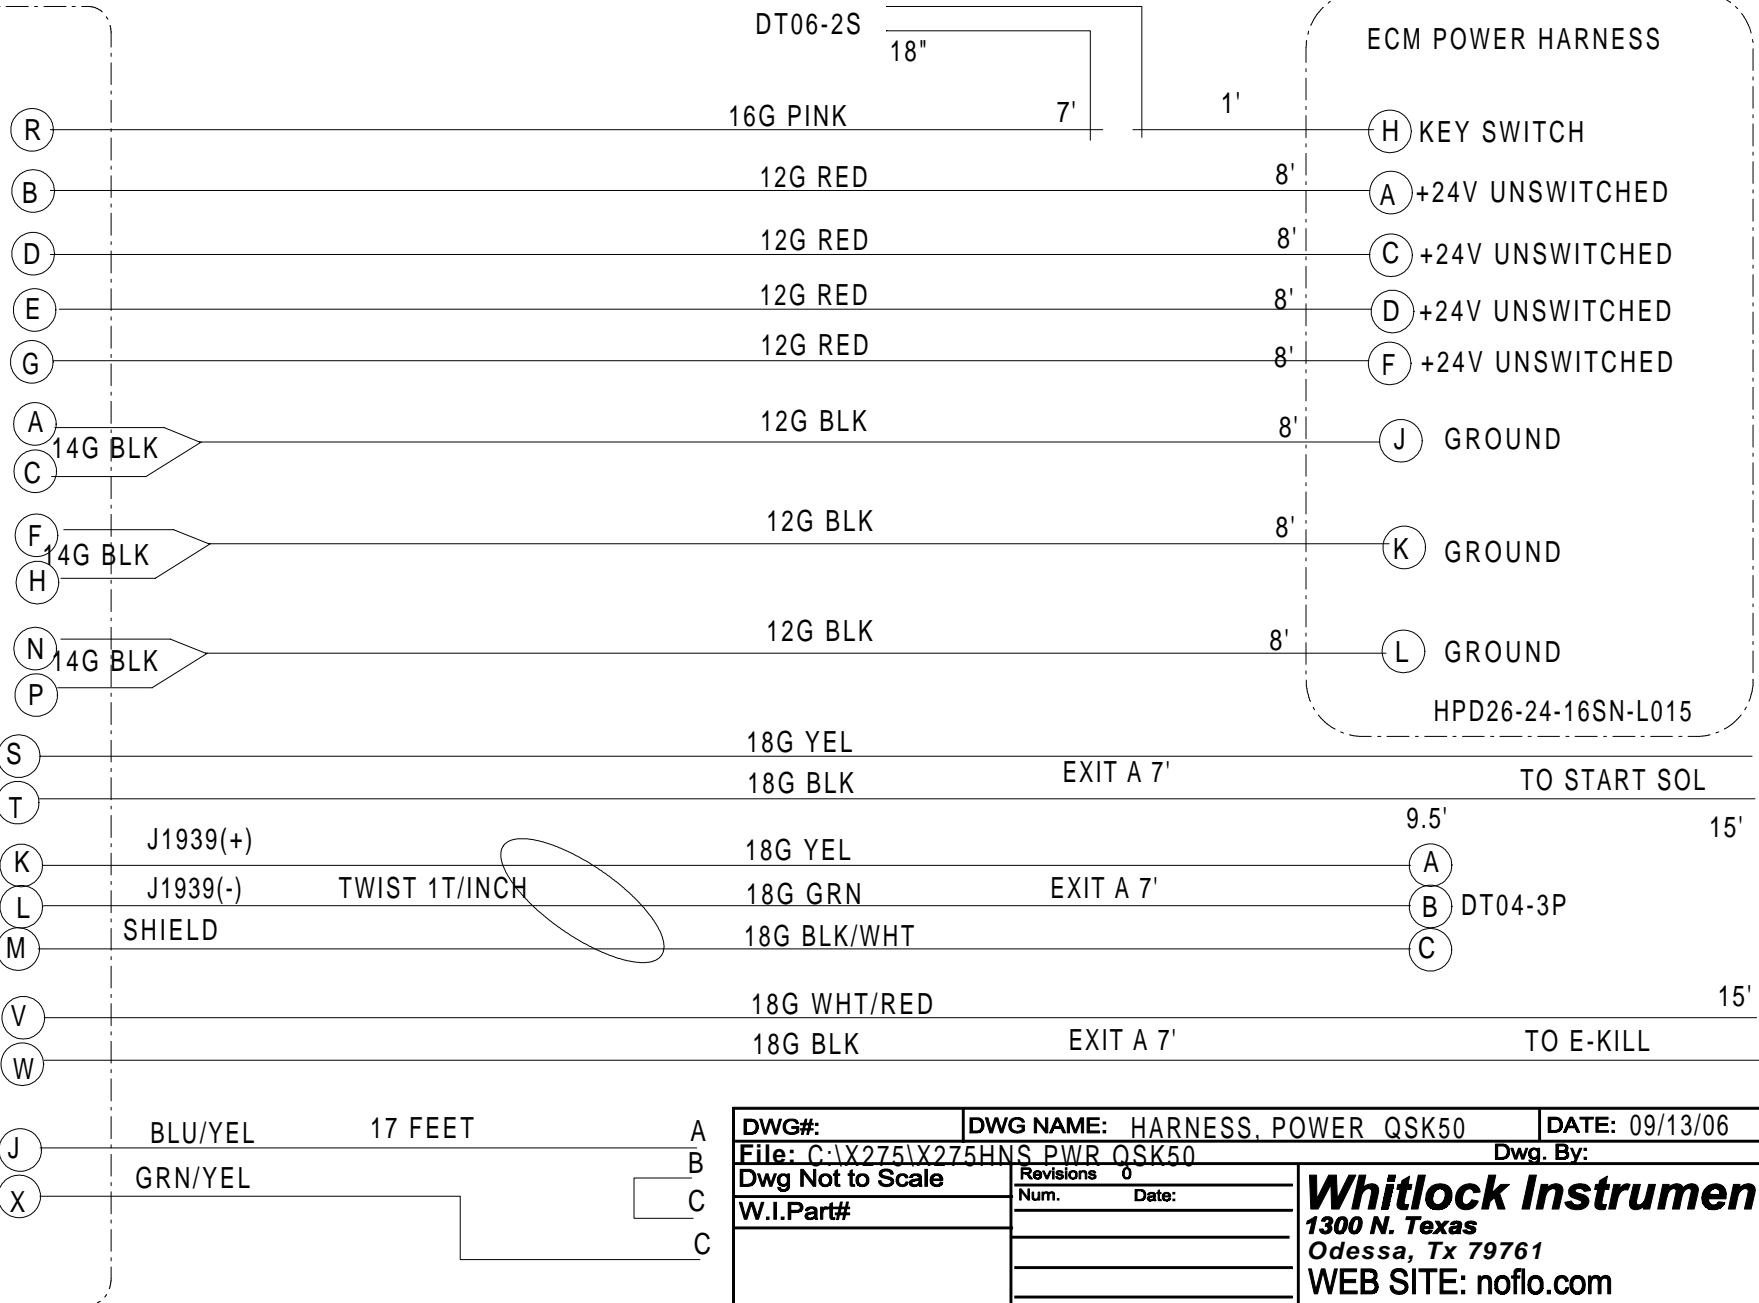 DT06-2S
18"
ECM POWER HARNESS
R 16G PINK 7' 1' H KEY SWITCH
B 12G RED 8' A +24V UNSWITCHED
D 12G RED 8' C +24V UNSWITCHED
E 12G RED 8' D +24V UNSWITCHED
G 12G RED 8' F +24V UNSWITCHED
A 12G BLK 8' J GROUND
14G BLK
C
F 12G BLK 8' K GROUND
14G BLK
H
N 12G BLK 8' L GROUND
14G BLK
P
HPD26-24-16SN-L015
S 18G YEL
EXIT A 7' TO START SOL
T 18G BLK
9.5' 15'
K J1939(+) 18G YEL A
L J1939(-) TWIST 1T/INCH 18G GRN EXIT A 7' B DT04-3P
M SHIELD 18G BLK/WHT C
V 18G WHT/RED 15'
W 18G BLK EXIT A 7' TO E-KILL
J BLU/YEL 17 FEET A
B
X GRN/YEL C
C
DWG#: DWG NAME: HARNESS, POWER QSK50 DATE: 09/13/06
File: C:\X275\X275HNS PWR QSK50 Dwg. By:
Dwg Not to Scale Revisions 0
Num. Date:
W.I.Part#
Whitlock Instrumen
1300 N. Texas
Odessa, Tx 79761
WEB SITE: noflo.com